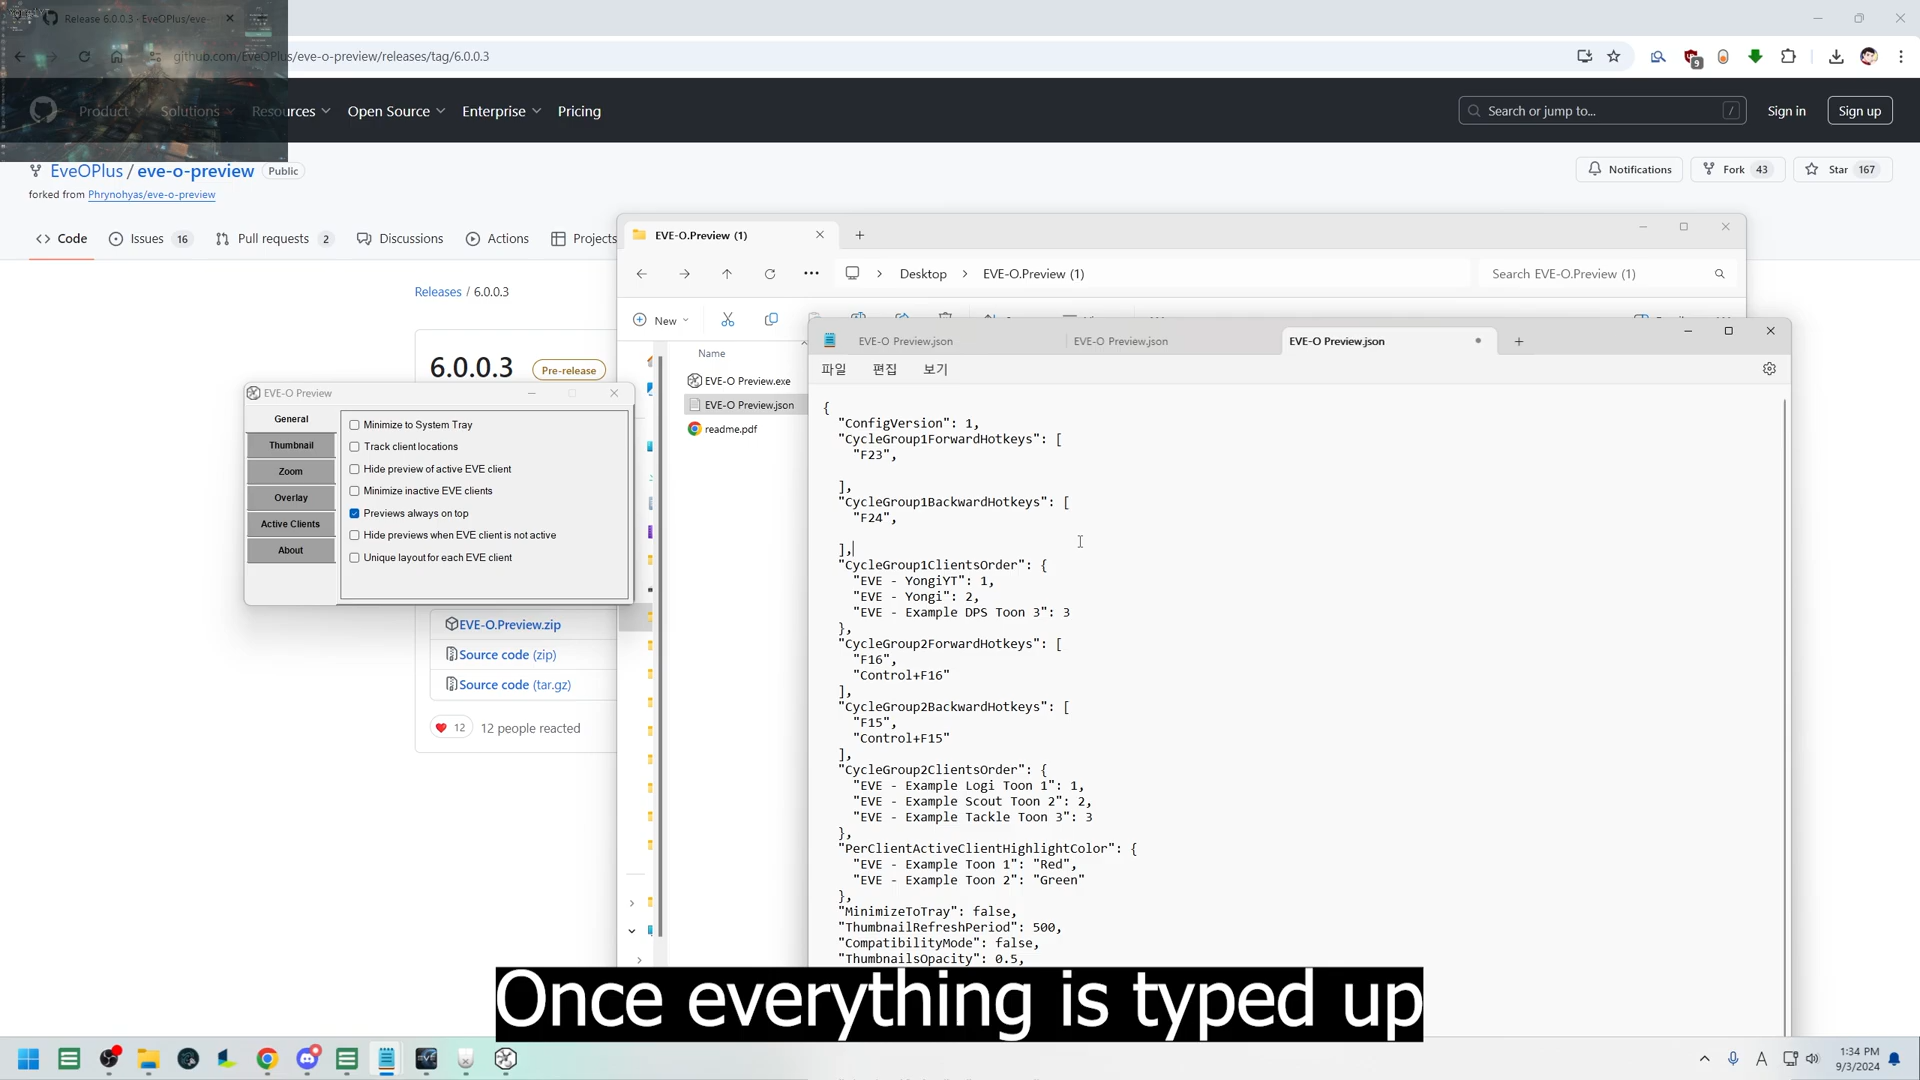 Release 6.0.0.3 · EveOPlus/eve-
github.com/EveOPlus/eve-o-preview/releases/tag/6.0.0.3
9
Product
Solutions
Resources
Open Source
Enterprise
Pricing
Search or jump to...
/
Sign in
Sign up
EveOPlus / eve-o-preview
Public
forked from Phrynohyas/eve-o-preview
Notifications
Fork 43
Star 167
Code
Issues 16
Pull requests 2
Discussions
Actions
Projects
Releases / 6.0.0.3
6.0.0.3
Pre-release
EVE-O.Preview.zip
Source code (zip)
Source code (tar.gz)
12
12 people reacted
EVE-O Preview
General
Thumbnail
Zoom
Overlay
Active Clients
About
Minimize to System Tray
Track client locations
Hide preview of active EVE client
Minimize inactive EVE clients
Previews always on top
Hide previews when EVE client is not active
Unique layout for each EVE client
EVE-O.Preview (1)
Desktop
EVE-O.Preview (1)
Search EVE-O.Preview (1)
New
Name
EVE-O Preview.exe
EVE-O Preview.json
readme.pdf
EVE-O Preview.json
EVE-O Preview.json
EVE-O Preview.json
파일
편집
보기
{
"ConfigVersion": 1,
"CycleGroup1ForwardHotkeys": [
"F23",
],
"CycleGroup1BackwardHotkeys": [
"F24",
],
"CycleGroup1ClientsOrder": {
"EVE - YongiYT": 1,
"EVE - Yongi": 2,
"EVE - Example DPS Toon 3": 3
},
"CycleGroup2ForwardHotkeys": [
"F16",
"Control+F16"
],
"CycleGroup2BackwardHotkeys": [
"F15",
"Control+F15"
],
"CycleGroup2ClientsOrder": {
"EVE - Example Logi Toon 1": 1,
"EVE - Example Scout Toon 2": 2,
"EVE - Example Tackle Toon 3": 3
},
"PerClientActiveClientHighlightColor": {
"EVE - Example Toon 1": "Red",
"EVE - Example Toon 2": "Green"
},
"MinimizeToTray": false,
"ThumbnailRefreshPeriod": 500,
"CompatibilityMode": false,
"ThumbnailsOpacity": 0.5,
Once everything is typed up
A
1:34 PM
9/3/2024